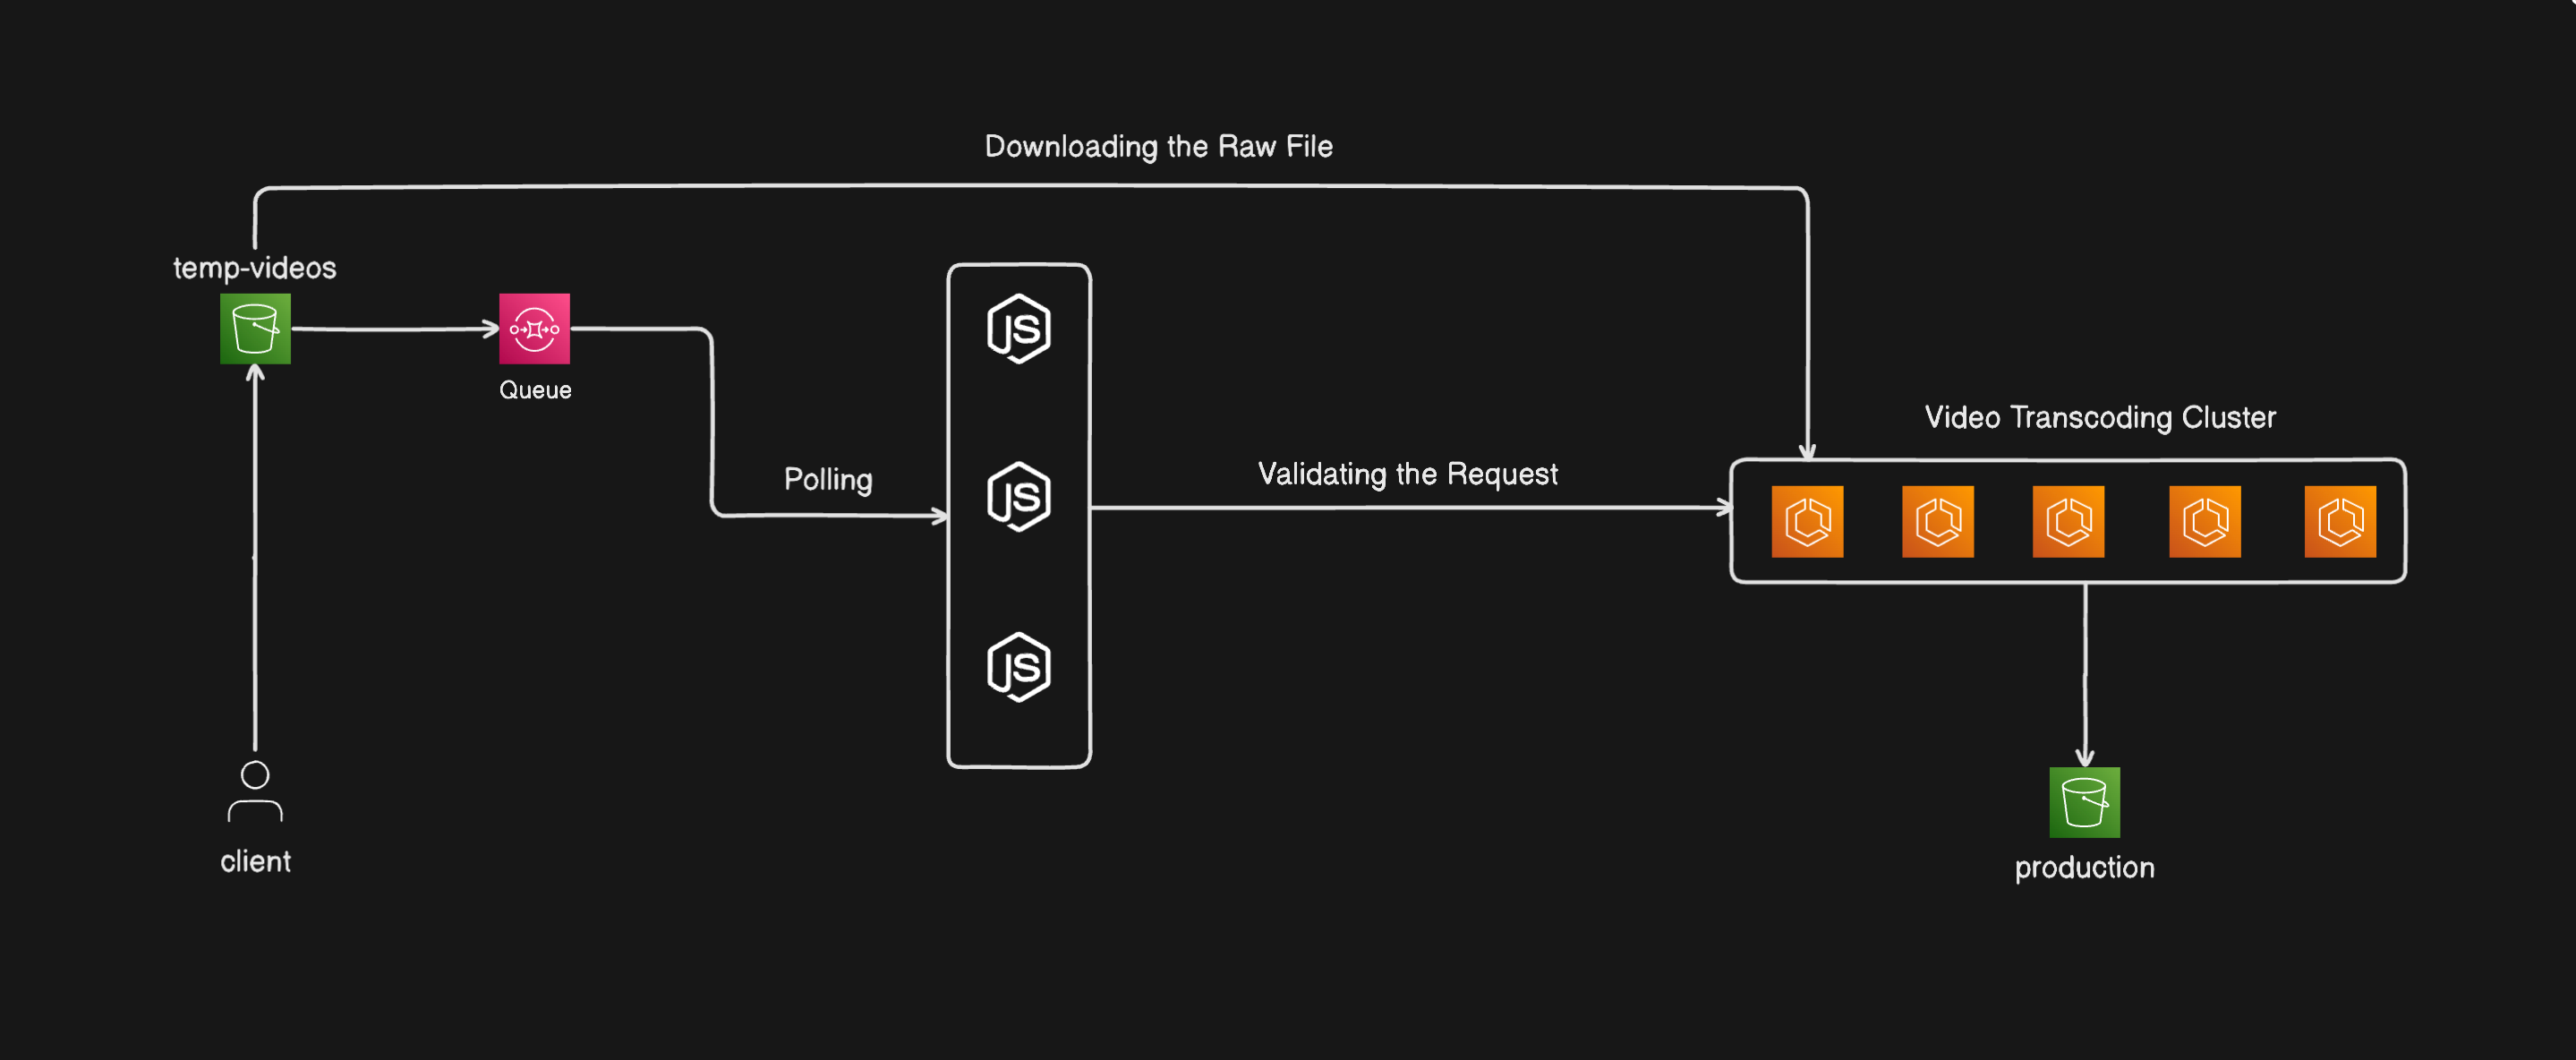 Downloading the Raw File
temp-videos
Queue
Polling
JS
JS
JS
Validating the Request
Video Transcoding Cluster
client
production